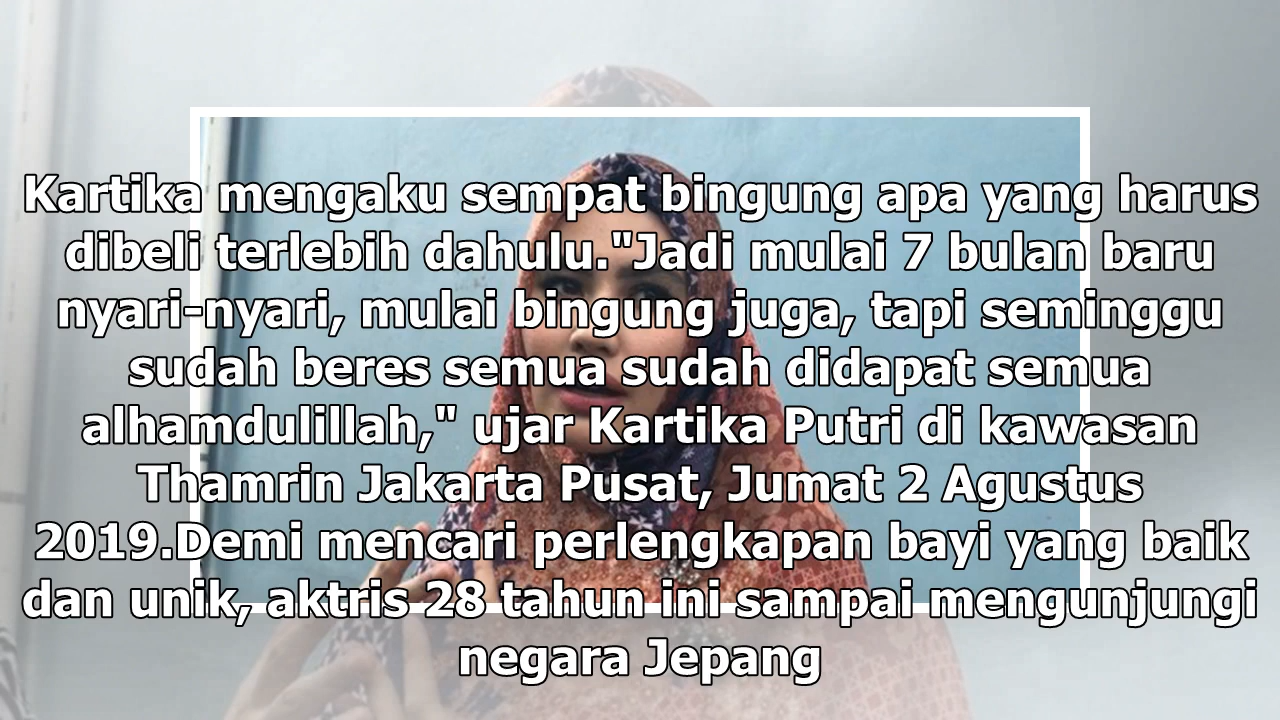 Kartika mengaku sempat bingung apa yang harus
dibeli terlebih dahulu."Jadi mulai 7 bulan baru
nyari-nyari, mulai bingung juga, tapi seminggu
sudah beres semua sudah didapat semua
alhamdulillah," ujar Kartika Putri di kawasan
Thamrin Jakarta Pusat, Jumat 2 Agustus
2019.Demi mencari perlengkapan bayi yang baik
dan unik, aktris 28 tahun ini sampai mengunjungi
negara Jepang